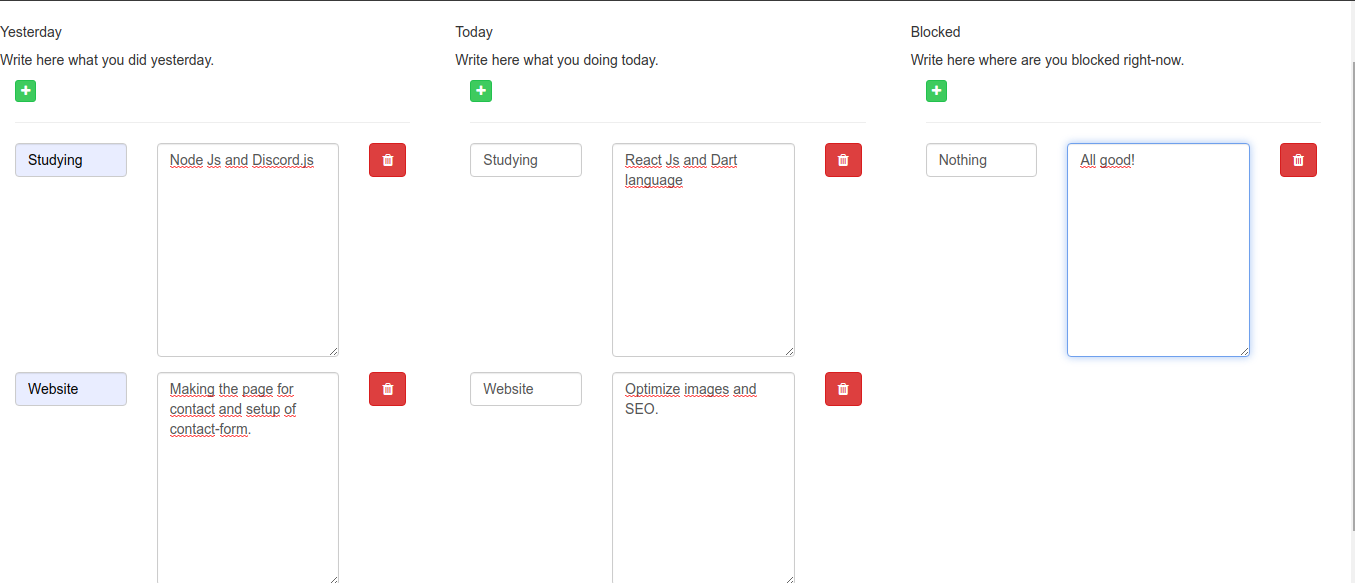 Yesterday
Write here what you did yesterday.
Studying
Node Js and Discord.js
Website
Making the page for
contact and setup of
contact-form.
Today
Write here what you doing today.
Studying
React Js and Dart
language
Website
Optimize images and
SEO.
Blocked
Write here where are you blocked right-now.
Nothing
All good!